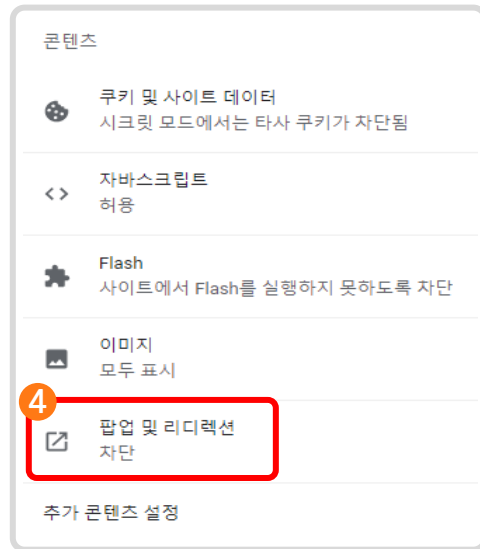 콘텐츠
쿠키 및 사이트 데이터
시크릿 모드에서는 타사 쿠키가 차단됨
자바스크립트
허용
Flash
사이트에서 Flash를 실행하지 못하도록 차단
이미지
모두 표시
4
팝업 및 리디렉션
차단
추가 콘텐츠 설정